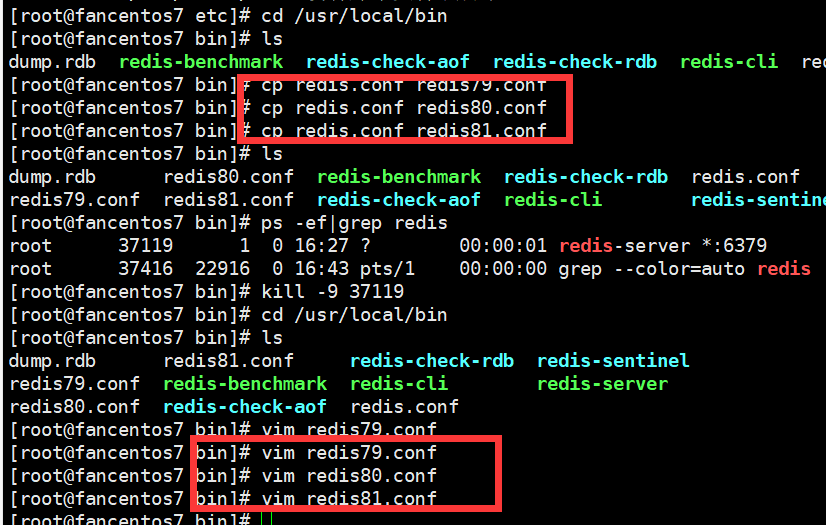 [root@fancentos7 etc]# cd /usr/local/bin
[root@fancentos7 bin]# ls
dump.rdb redis-benchmark redis-check-aof redis-check-rdb redis-cli
[root@fancentos7 bin]# cp redis.conf redis79.conf
[root@fancentos7 bin]# cp redis.conf redis80.conf
[root@fancentos7 bin]# cp redis.conf redis81.conf
[root@fancentos7 bin]# ls
dump.rdb redis80.conf redis-benchmark redis-check-rdb redis.conf
redis79.conf redis81.conf redis-check-aof redis-cli redis-sentine
[root@fancentos7 bin]# ps -ef|grep redis
root 37119 1 0 16:27 ? 00:00:01 redis-server *:6379
root 37416 22916 0 16:43 pts/1 00:00:00 grep --color=auto redis
[root@fancentos7 bin]# kill -9 37119
[root@fancentos7 bin]# cd /usr/local/bin
[root@fancentos7 bin]# ls
dump.rdb redis81.conf redis-check-rdb redis-sentinel
redis79.conf redis-benchmark redis-cli redis-server
redis80.conf redis-check-aof redis.conf
[root@fancentos7 bin]# vim redis79.conf
[root@fancentos7 bin]# vim redis79.conf
[root@fancentos7 bin]# vim redis80.conf
[root@fancentos7 bin]# vim redis81.conf
[root@fancentos7 bin]#